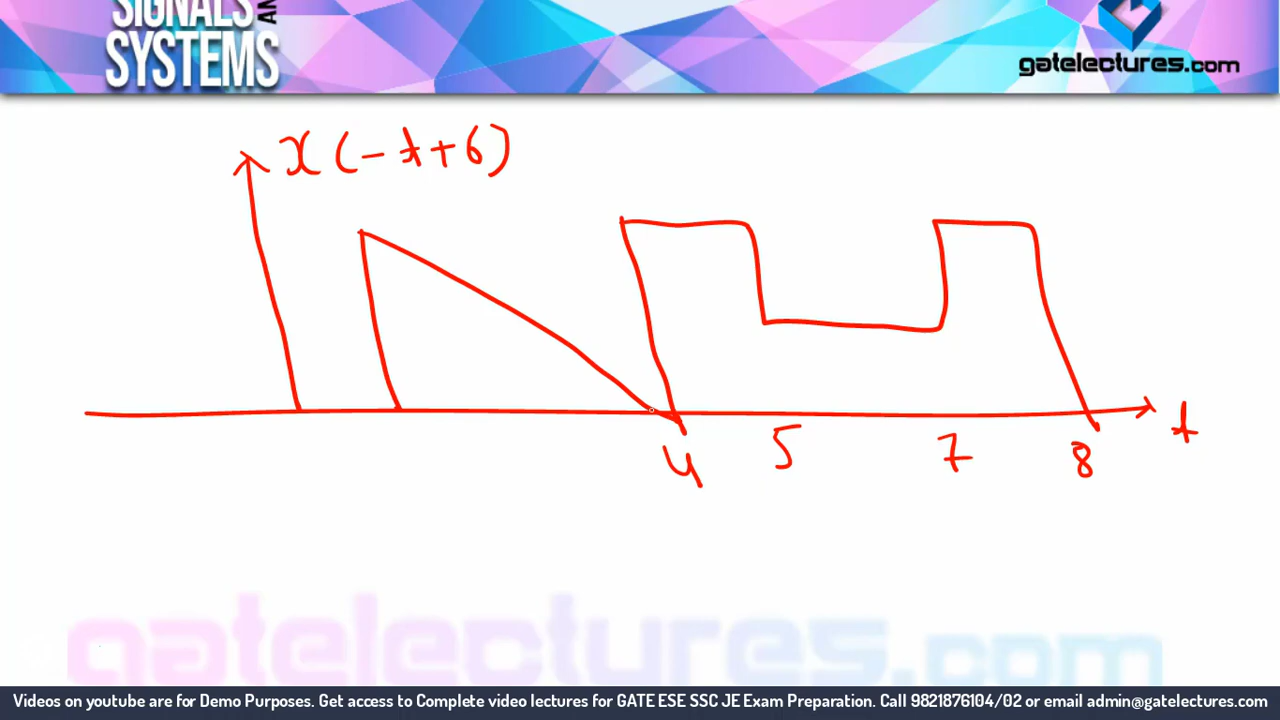 SIGNALS AND
SYSTEMS
gatelectures.com
x(-t+6)
t
4 5 7 8
gatelectures.com
Videos on youtube are for Demo Purposes. Get access to Complete video lectures for GATE ESE SSC JE Exam Preparation. Call 9821876104/02 or email admin@gatelectures.com